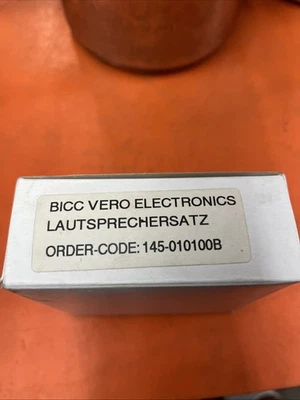 BICC VERO ELECTRONICS
LAUTSPRECHERSATZ
ORDER-CODE: 145-010100B